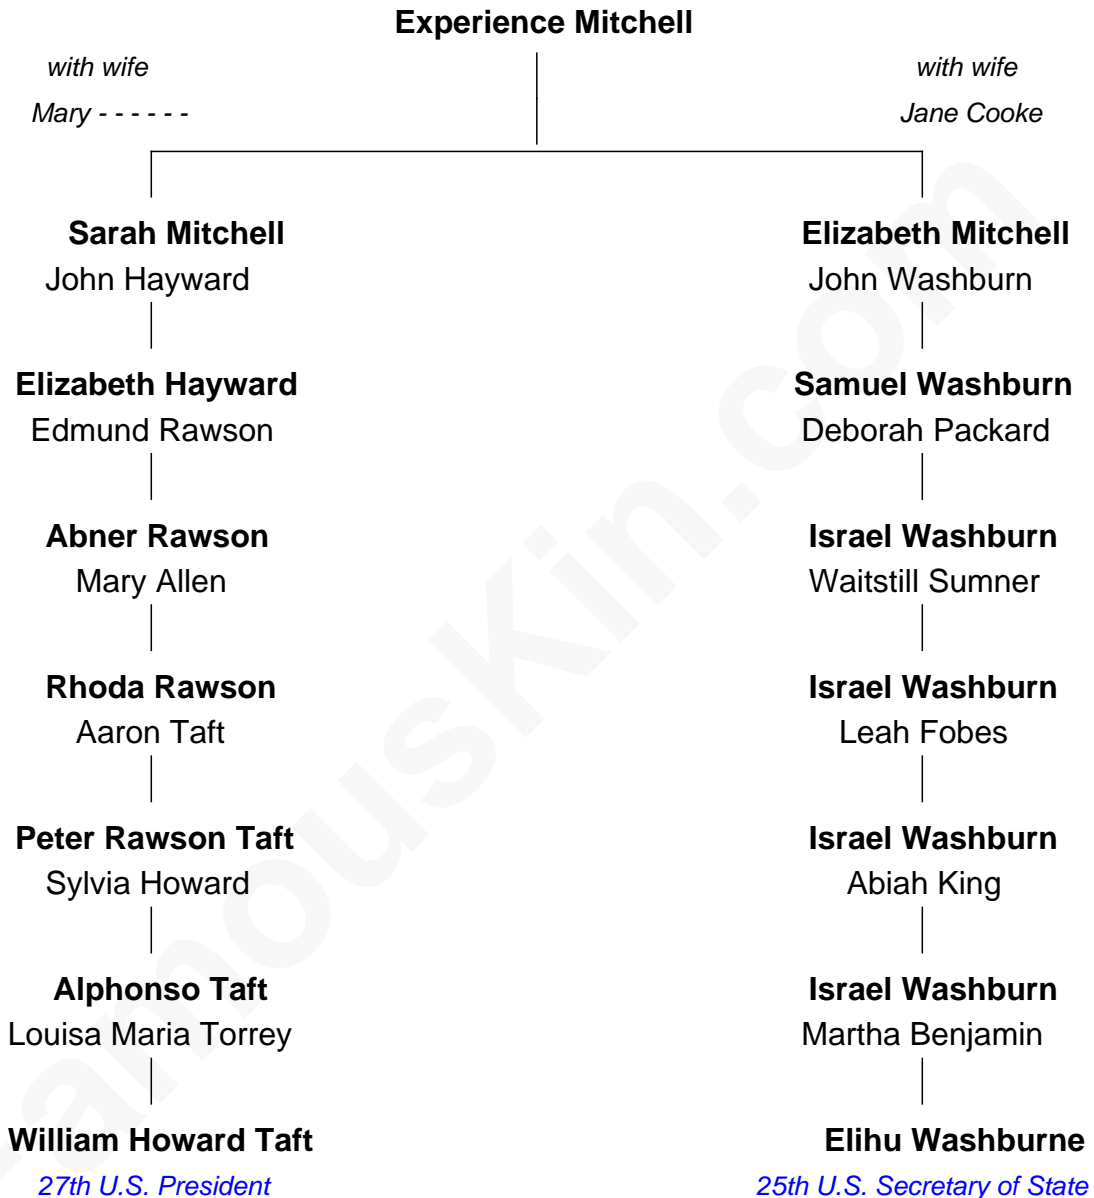 Experience Mitchell
with wife
Mary - - - - - -
with wife
Jane Cooke
Sarah Mitchell
John Hayward
Elizabeth Mitchell
John Washburn
Elizabeth Hayward
Edmund Rawson
Samuel Washburn
Deborah Packard
Abner Rawson
Mary Allen
Israel Washburn
Waitstill Sumner
Rhoda Rawson
Aaron Taft
Israel Washburn
Leah Fobes
Peter Rawson Taft
Sylvia Howard
Israel Washburn
Abiah King
Alphonso Taft
Louisa Maria Torrey
Israel Washburn
Martha Benjamin
William Howard Taft
27th U.S. President
Elihu Washburne
25th U.S. Secretary of State
FamousKin.com